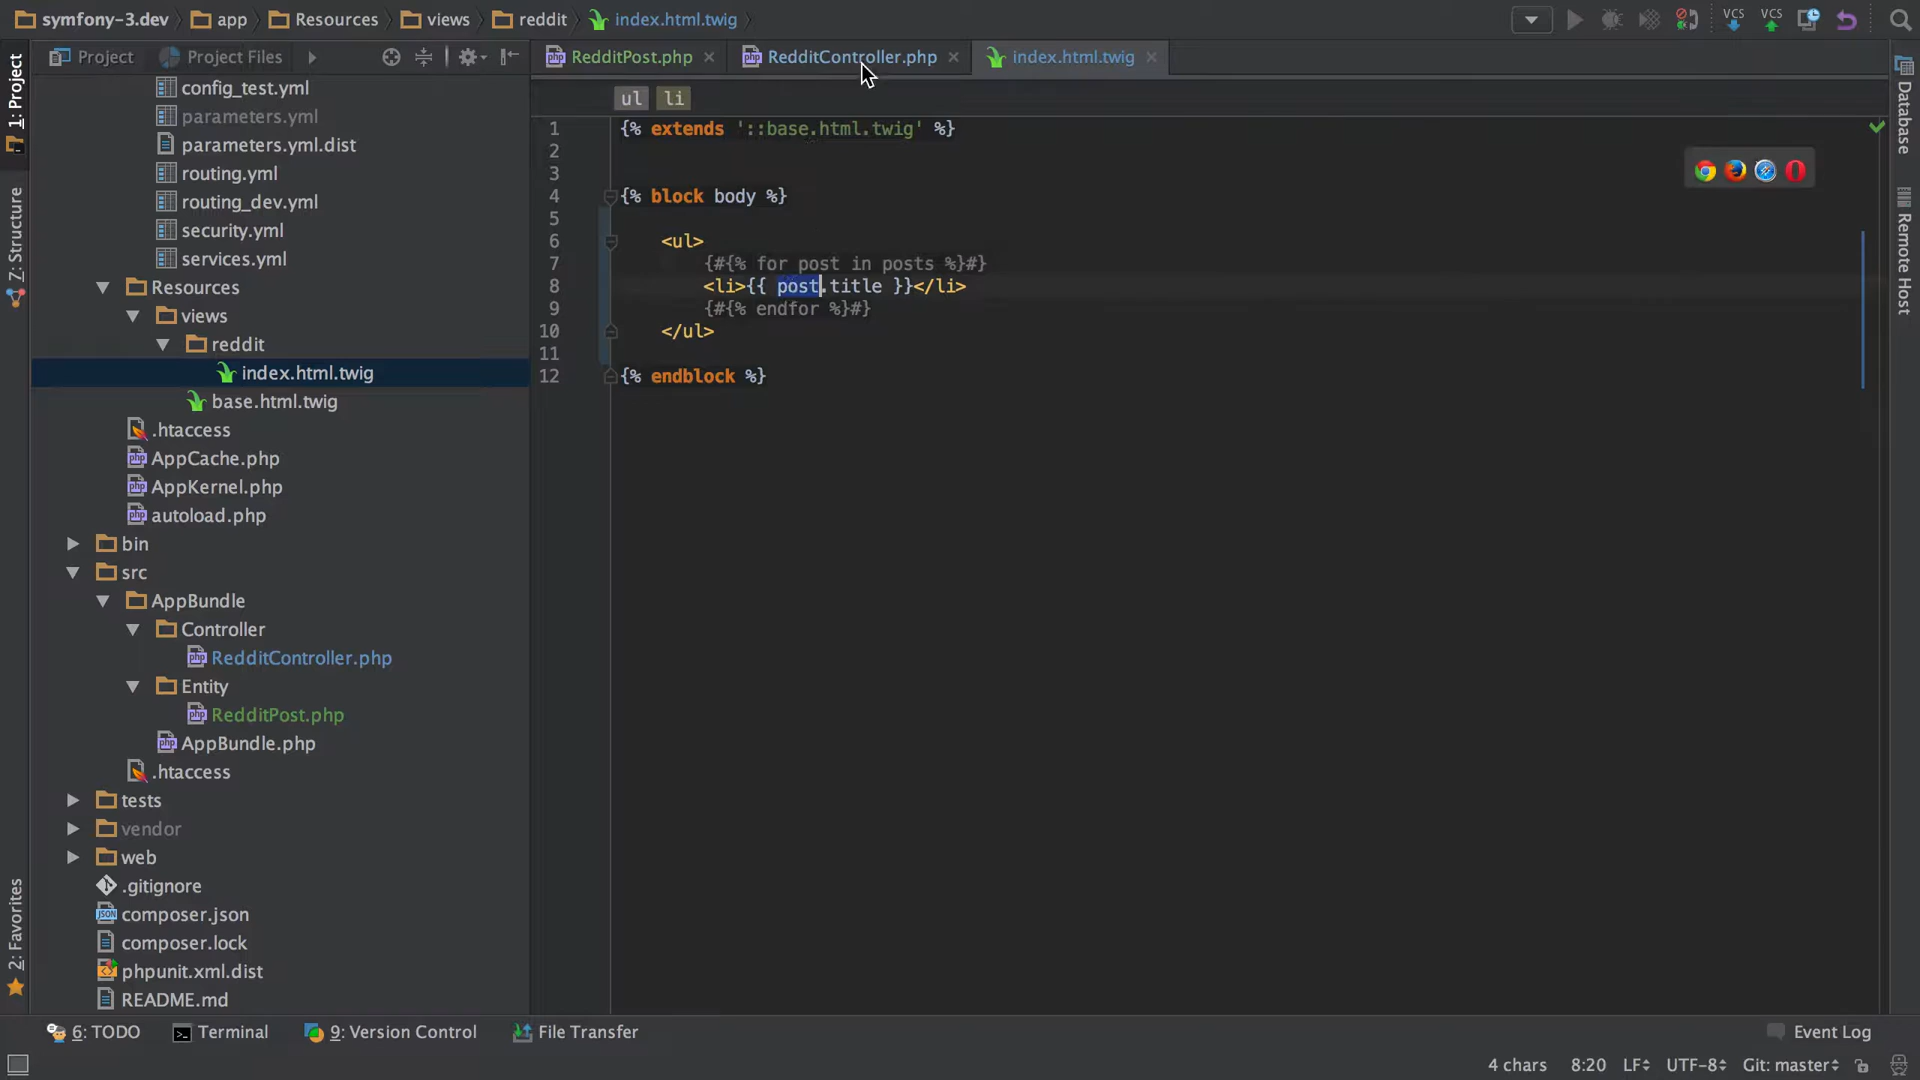 symfony-3.dev app Resources views reddit index.html.twig
VCS VCS
Project Project Files
RedditPost.php RedditController.php index.html.twig
ul li
1: Project
7: Structure
2: Favorites
config_test.yml
parameters.yml
parameters.yml.dist
routing.yml
routing_dev.yml
security.yml
services.yml
Resources
views
reddit
index.html.twig
base.html.twig
.htaccess
AppCache.php
AppKernel.php
autoload.php
bin
src
AppBundle
Controller
RedditController.php
Entity
RedditPost.php
AppBundle.php
.htaccess
tests
vendor
web
.gitignore
composer.json
composer.lock
phpunit.xml.dist
README.md
1 {% extends '::base.html.twig' %}
2
3
4 {% block body %}
5
6 <ul>
7 {#{% for post in posts %}#}
8 <li>{{ post.title }}</li>
9 {#{% endfor %}#}
10 </ul>
11
12 {% endblock %}
Database
Remote Host
6: TODO Terminal 9: Version Control File Transfer Event Log
4 chars 8:20 LF UTF-8 Git: master